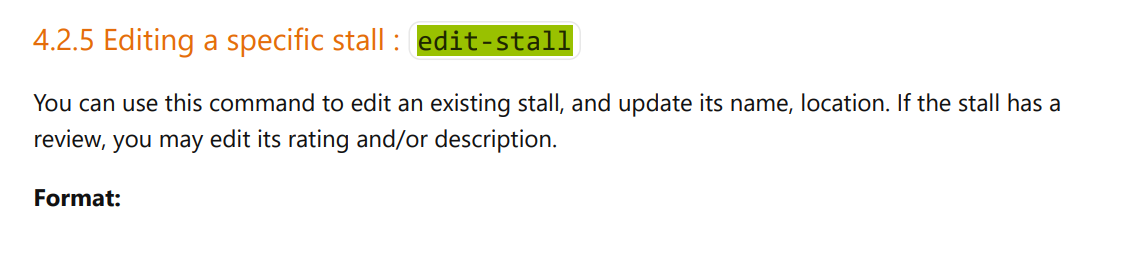 4.2.5 Editing a specific stall : edit-stall
You can use this command to edit an existing stall, and update its name, location. If the stall has a
review, you may edit its rating and/or description.
Format: